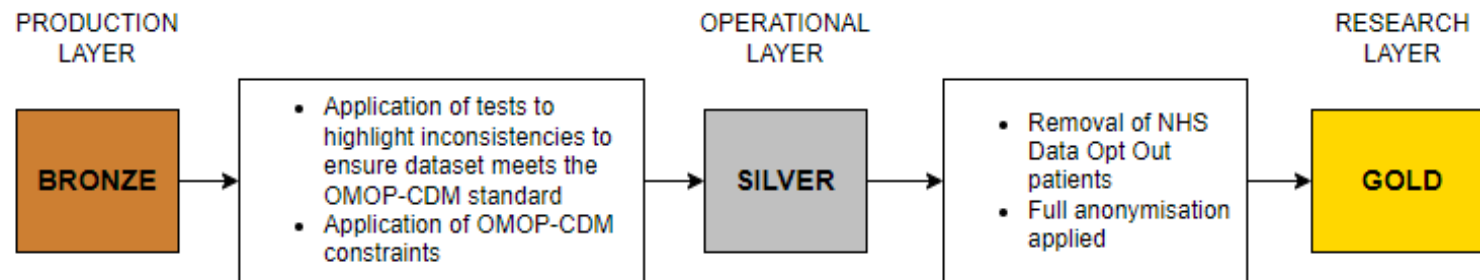 PRODUCTION
LAYER
OPERATIONAL
LAYER
RESEARCH
LAYER
BRONZE
• Application of tests to
highlight inconsistencies to
ensure dataset meets the
OMOP-CDM standard
• Application of OMOP-CDM
constraints
SILVER
• Removal of NHS
Data Opt Out
patients
• Full anonymisation
applied
GOLD